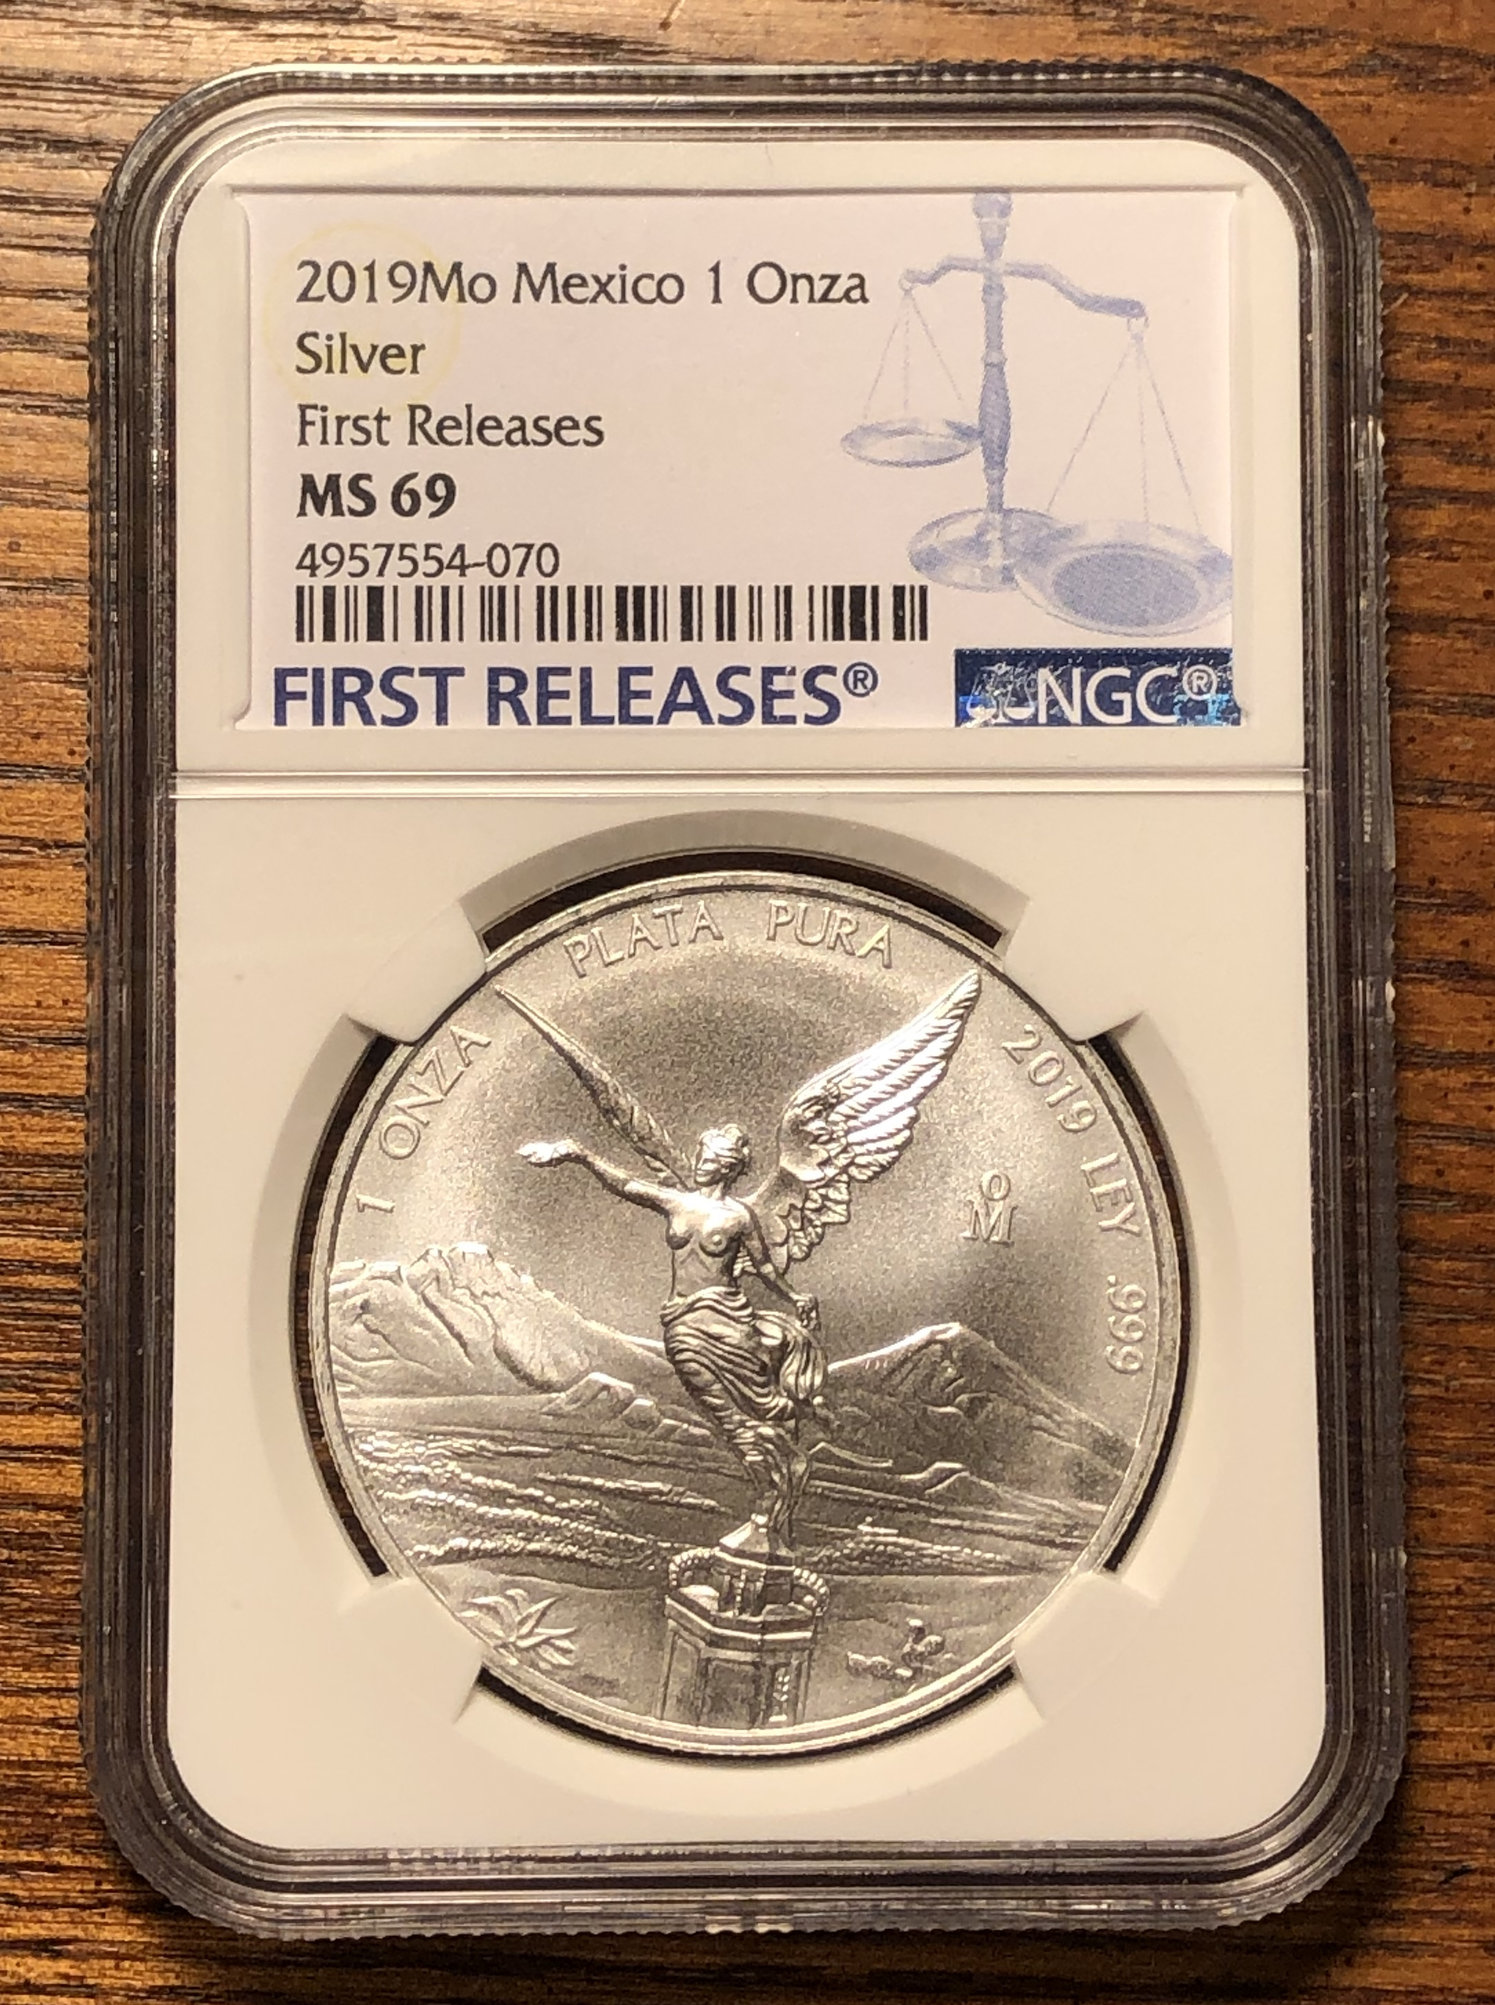 2019Mo Mexico 1 Onza
Silver
First Releases
MS 69
4957554-070
FIRST RELEASES®
NGC®
1 ONZA PLATA PURA 2019 LEY .999
oM